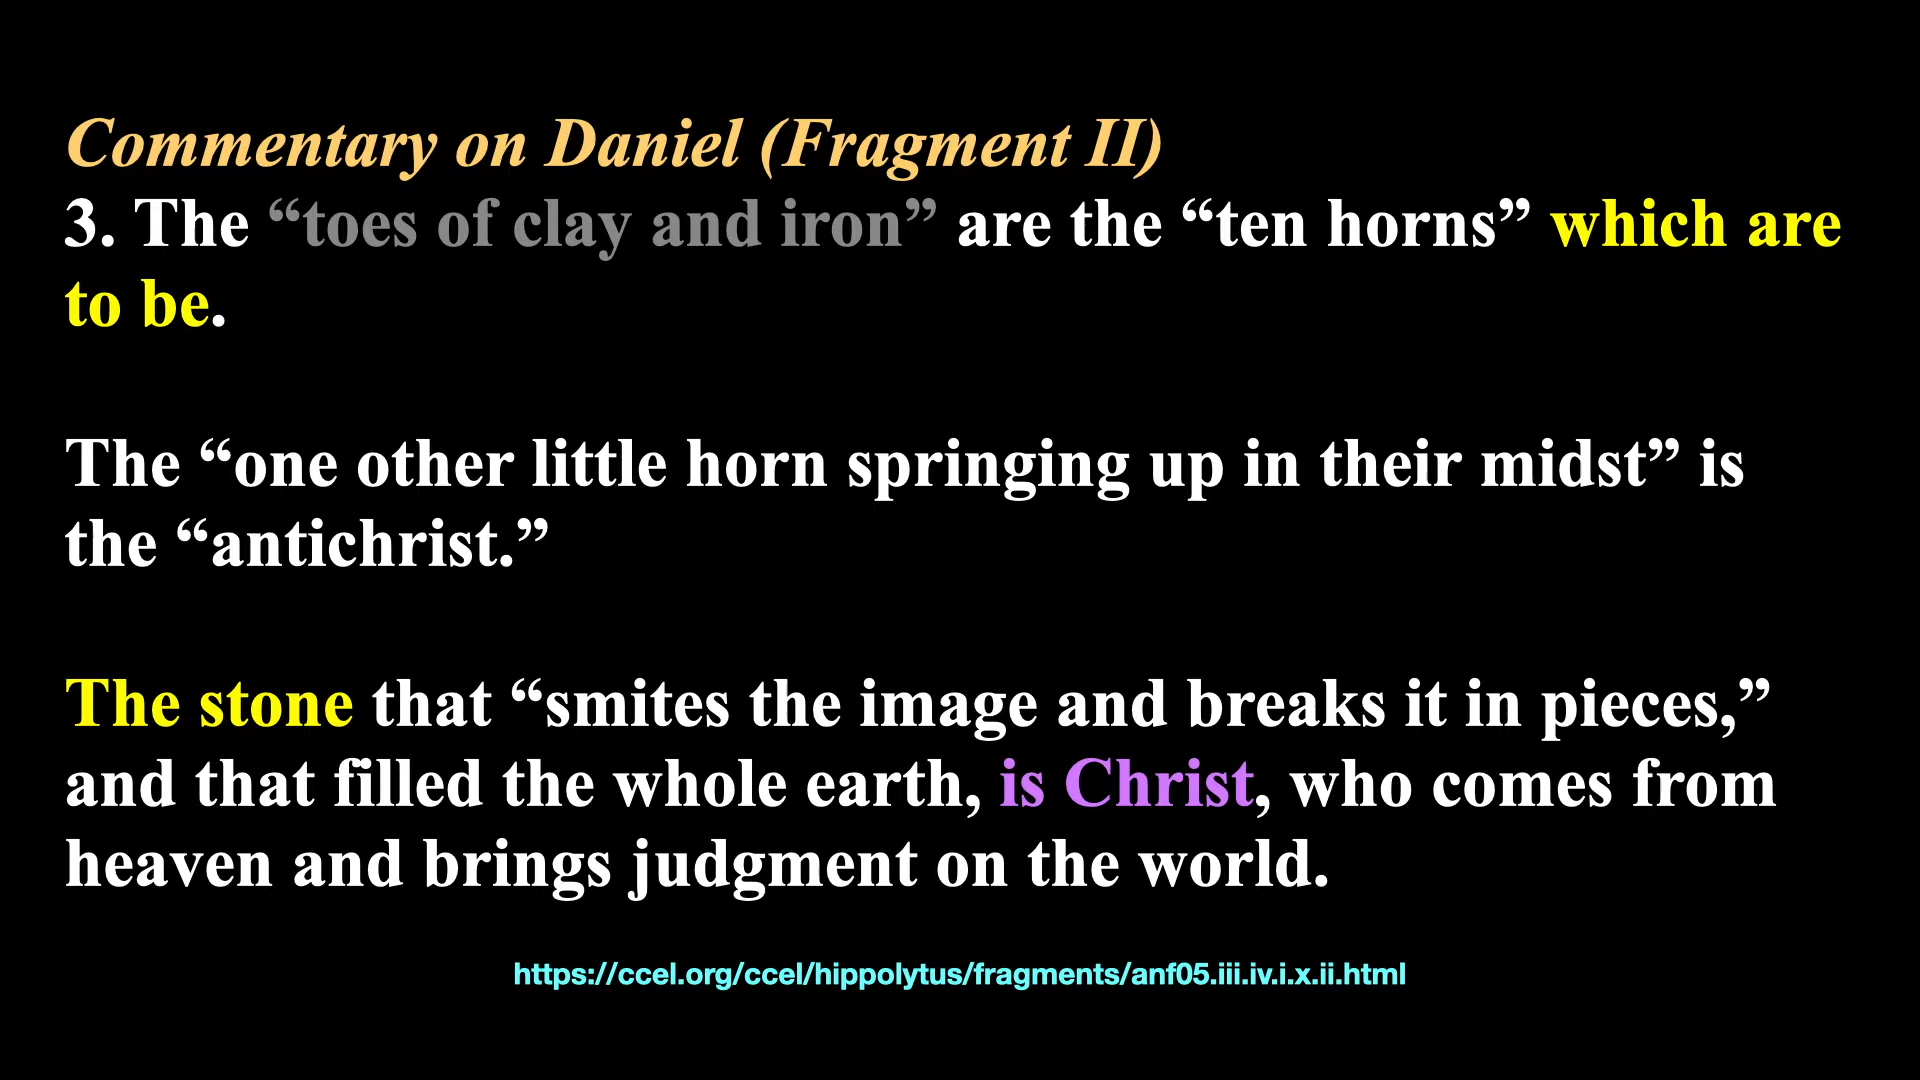 Commentary on Daniel (Fragment II)
3. The “toes of clay and iron” are the “ten horns” which are
to be.
The “one other little horn springing up in their midst” is
the “antichrist.”
The stone that “smites the image and breaks it in pieces,”
and that filled the whole earth, is Christ, who comes from
heaven and brings judgment on the world.
https://ccel.org/ccel/hippolytus/fragments/anf05.iii.iv.i.x.ii.html